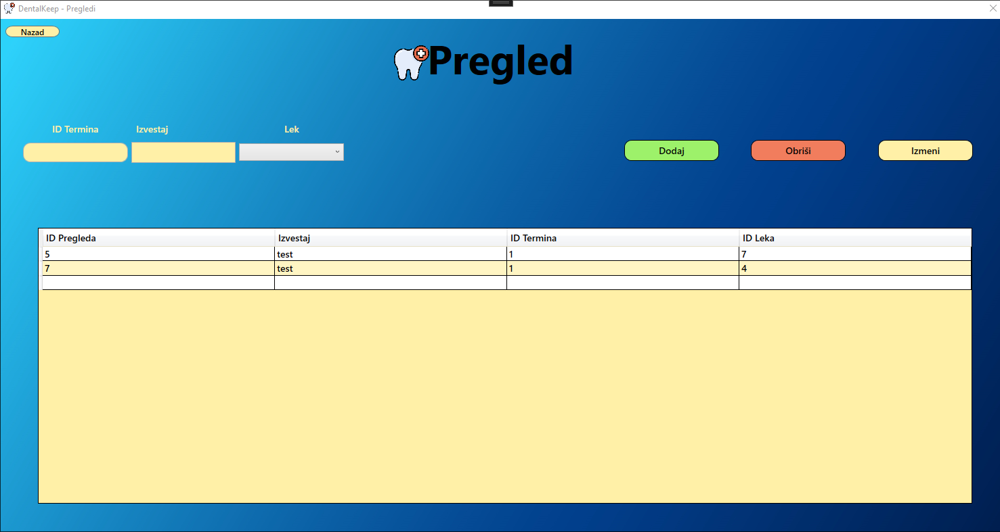 DentalKeep - Pregledi
Nazad
Pregled
ID Termina Izvestaj Lek
Dodaj Obriši Izmeni
ID Pregleda Izvestaj ID Termina ID Leka
5 test 1 7
7 test 1 4